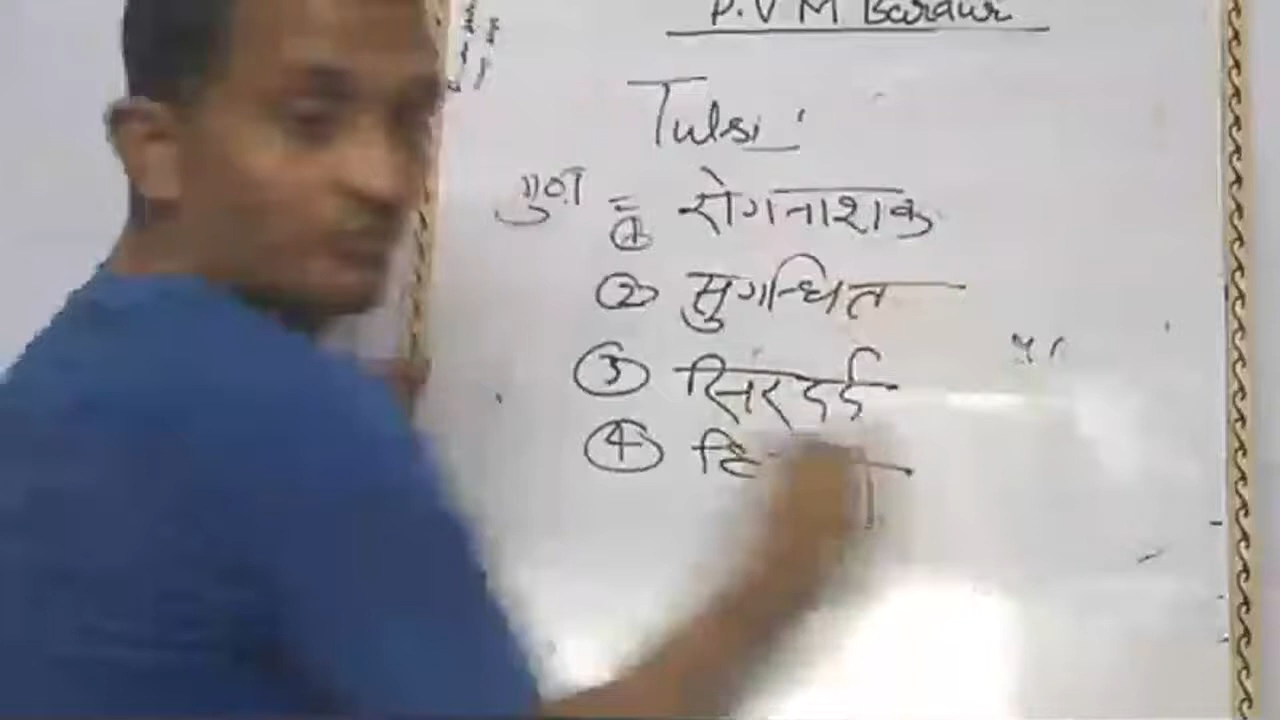 P.V M
Tulsi :
गुण = ① रोगनाशक
② सुगन्धित
③ सिरदर्द
④